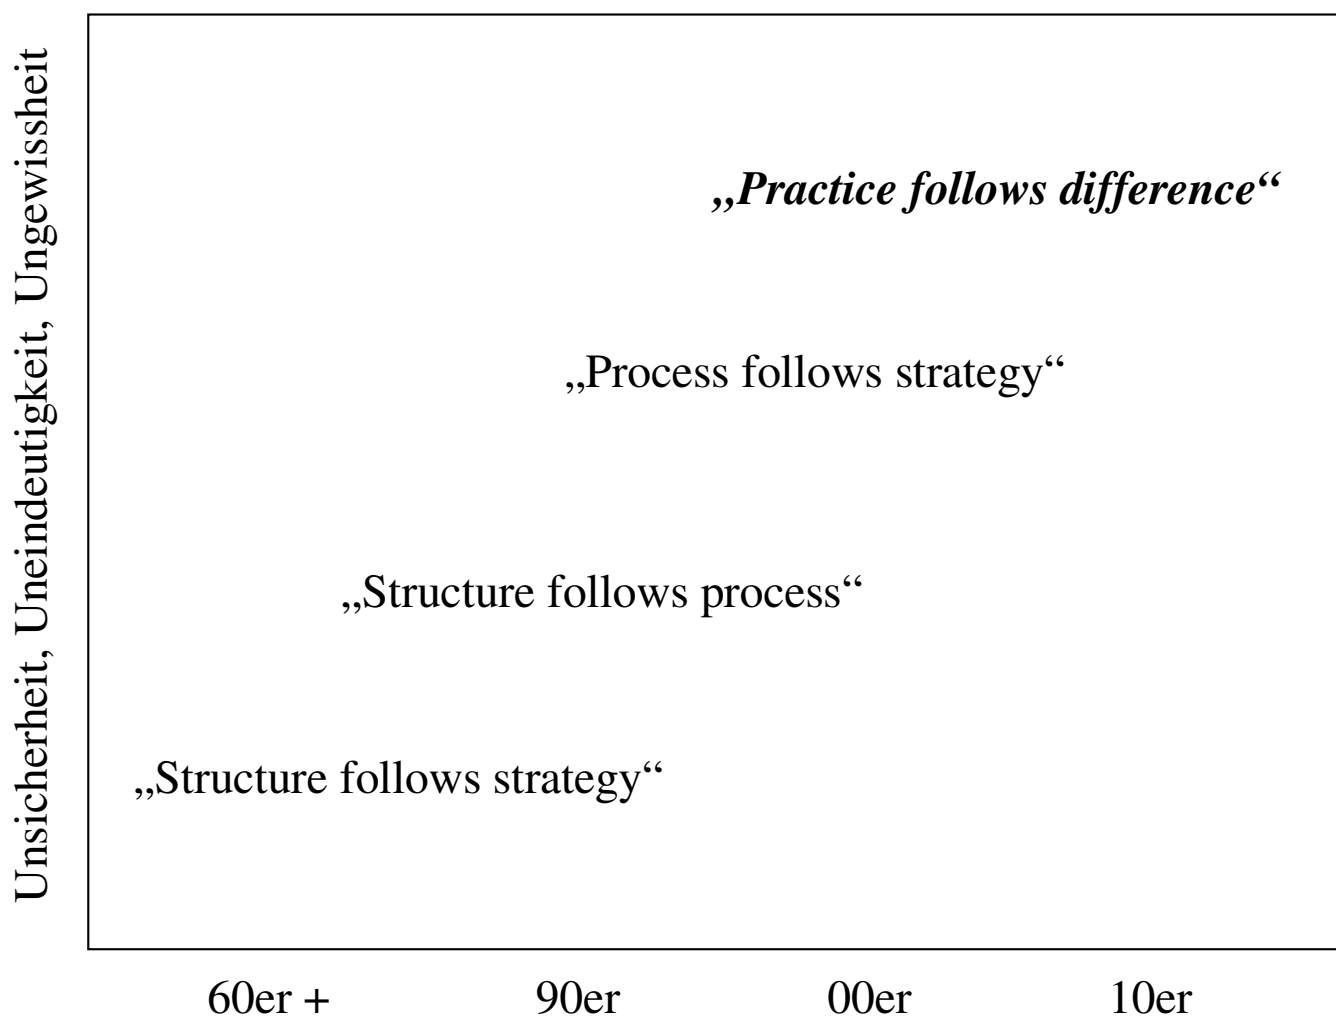 Unsicherheit, Uneindeutigkeit, Ungewissheit
„Practice follows difference“
„Process follows strategy“
„Structure follows process“
„Structure follows strategy“
60er + 90er 00er 10er